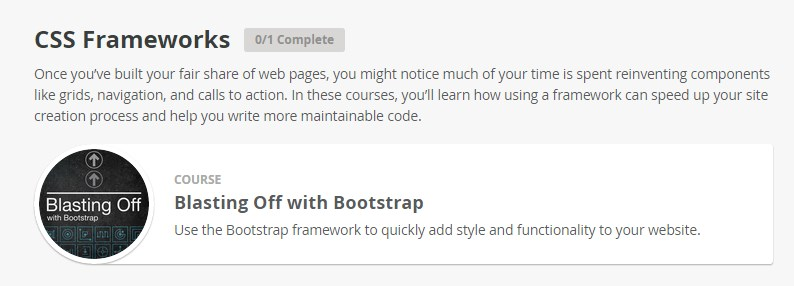 CSS Frameworks 0/1 Complete
Once you’ve built your fair share of web pages, you might notice much of your time is spent reinventing components
like grids, navigation, and calls to action. In these courses, you’ll learn how using a framework can speed up your site
creation process and help you write more maintainable code.
Blasting Off
with Bootstrap
COURSE
Blasting Off with Bootstrap
Use the Bootstrap framework to quickly add style and functionality to your website.